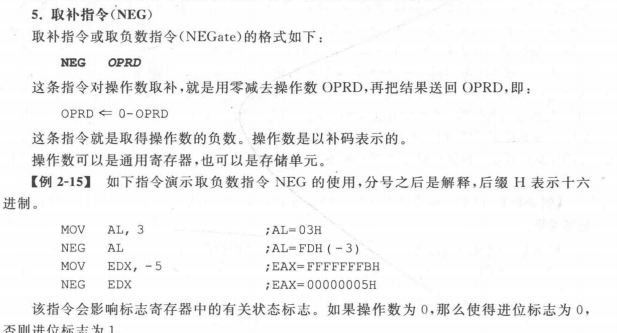 5. 取补指令(NEG)
取补指令或取负数指令(NEGate)的格式如下：
NEG OPRD
这条指令对操作数取补,就是用零减去操作数 OPRD,再把结果送回 OPRD,即：
OPRD ⇐ 0-OPRD
这条指令就是取得操作数的负数。操作数是以补码表示的。
操作数可以是通用寄存器,也可以是存储单元。
【例 2-15】 如下指令演示取负数指令 NEG 的使用,分号之后是解释,后缀 H 表示十六
进制。
MOV AL, 3 ;AL=03H
NEG AL ;AL=FDH (-3)
MOV EDX, -5 ;EAX=FFFFFFFBH
NEG EDX ;EAX=00000005H
该指令会影响标志寄存器中的有关状态标志。如果操作数为 0,那么使得进位标志为 0,
否则进位标志为 1